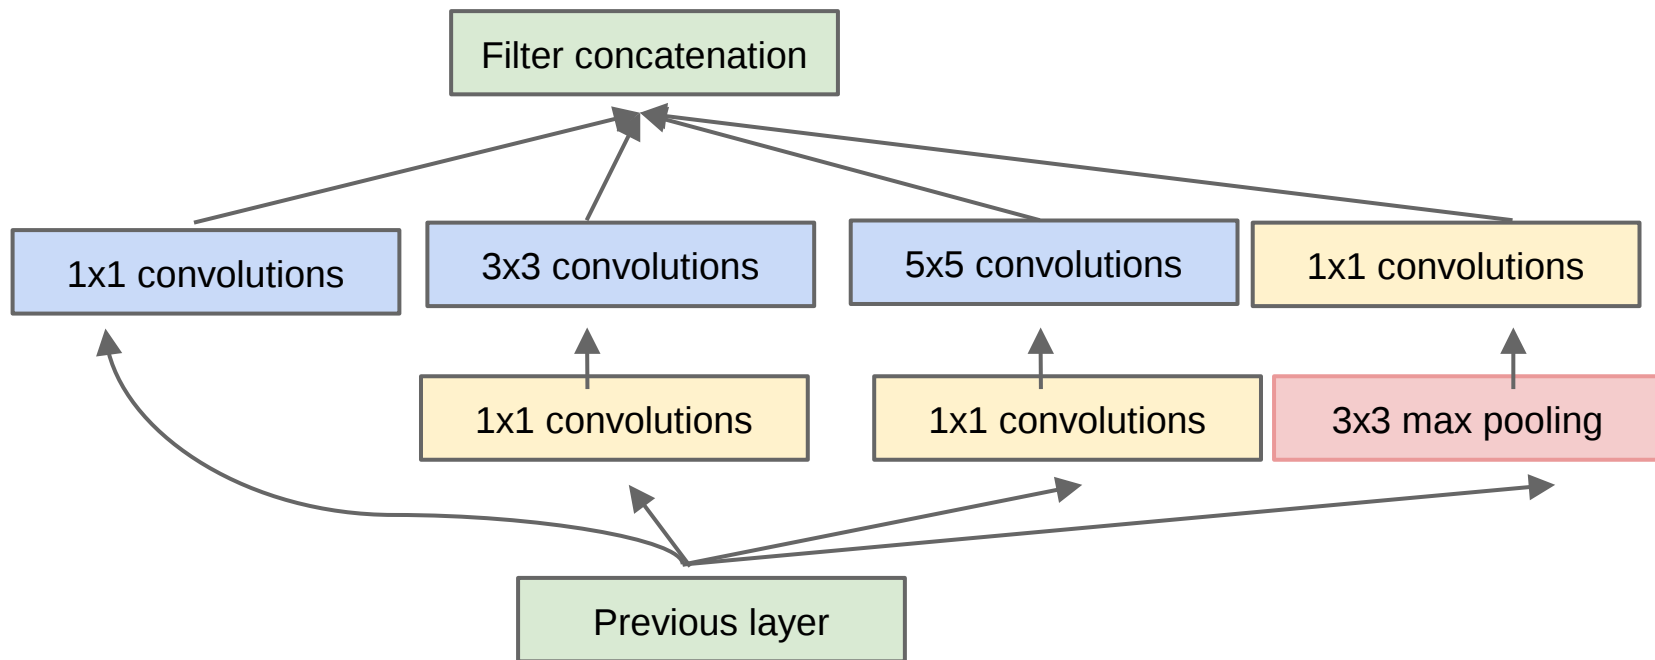 Filter concatenation
1x1 convolutions
3x3 convolutions
5x5 convolutions
1x1 convolutions
1x1 convolutions
1x1 convolutions
3x3 max pooling
Previous layer